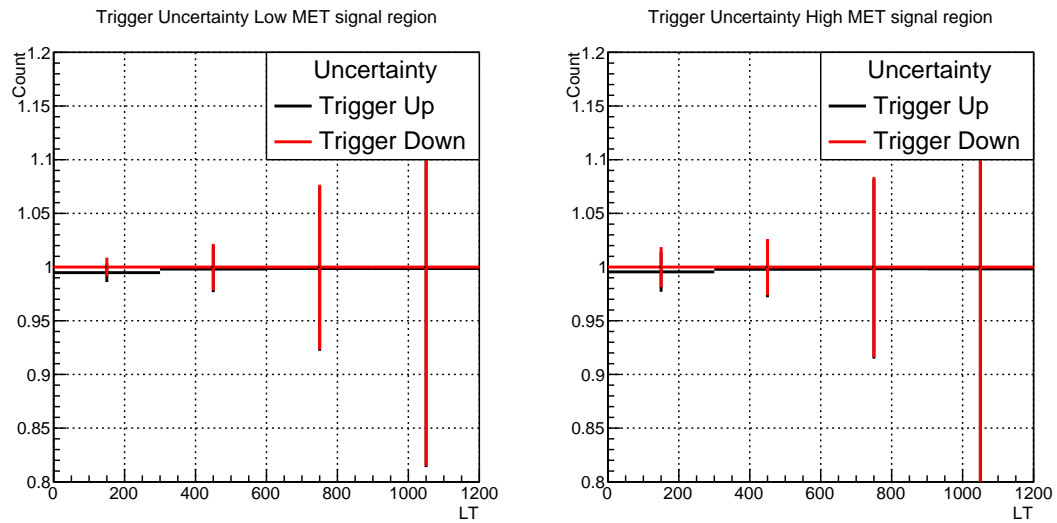 Trigger Uncertainty Low MET signal region
Count
1.2
1.15
1.1
1.05
1
0.95
0.9
0.85
0.8
Uncertainty
Trigger Up
Trigger Down
0 200 400 600 800 1000 1200
LT
Trigger Uncertainty High MET signal region
Count
1.2
1.15
1.1
1.05
1
0.95
0.9
0.85
0.8
Uncertainty
Trigger Up
Trigger Down
0 200 400 600 800 1000 1200
LT